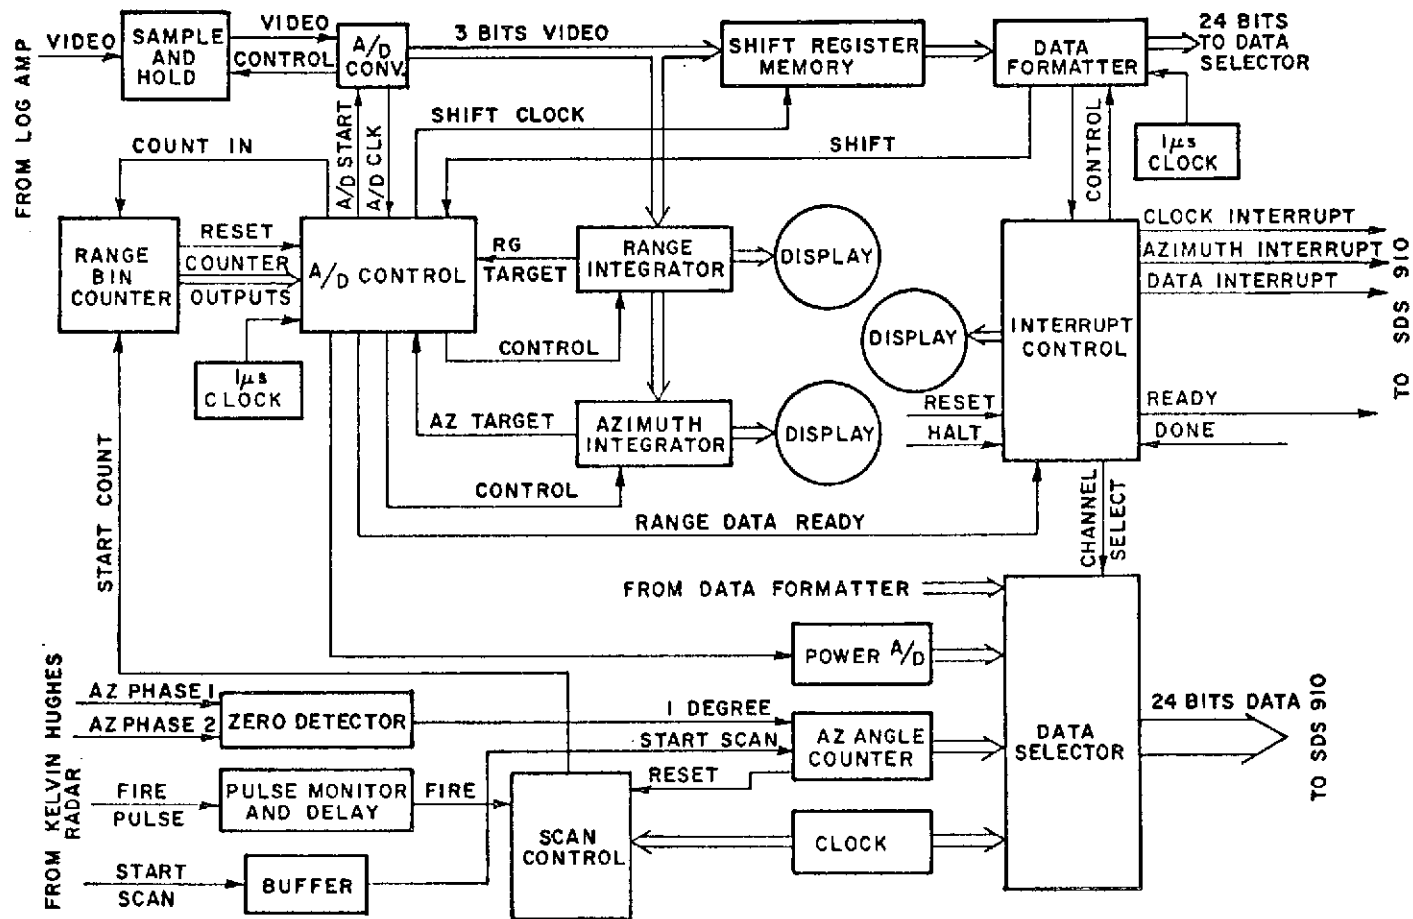 FROM LOG AMP
VIDEO
SAMPLE
AND
HOLD
VIDEO
CONTROL
A/D
CONV.
3 BITS VIDEO
SHIFT REGISTER
MEMORY
DATA
FORMATTER
24 BITS
TO DATA
SELECTOR
1μs
CLOCK
COUNT IN
A/D START
A/D CLK
SHIFT CLOCK
SHIFT
CONTROL
RANGE
BIN
COUNTER
RESET
COUNTER
OUTPUTS
A/D CONTROL
RG
TARGET
RANGE
INTEGRATOR
DISPLAY
DISPLAY
INTERRUPT
CONTROL
CLOCK INTERRUPT
AZIMUTH INTERRUPT
DATA INTERRUPT
TO SDS 910
1μs
CLOCK
CONTROL
AZ TARGET
AZIMUTH
INTEGRATOR
DISPLAY
RESET
HALT
READY
DONE
CONTROL
START COUNT
RANGE DATA READY
CHANNEL
SELECT
FROM DATA FORMATTER
POWER A/D
FROM KELVIN HUGHES
RADAR
AZ PHASE 1
AZ PHASE 2
ZERO DETECTOR
1 DEGREE
START SCAN
RESET
AZ ANGLE
COUNTER
DATA
SELECTOR
24 BITS DATA
TO SDS 910
FIRE
PULSE
PULSE MONITOR
AND DELAY
FIRE
SCAN
CONTROL
CLOCK
START
SCAN
BUFFER